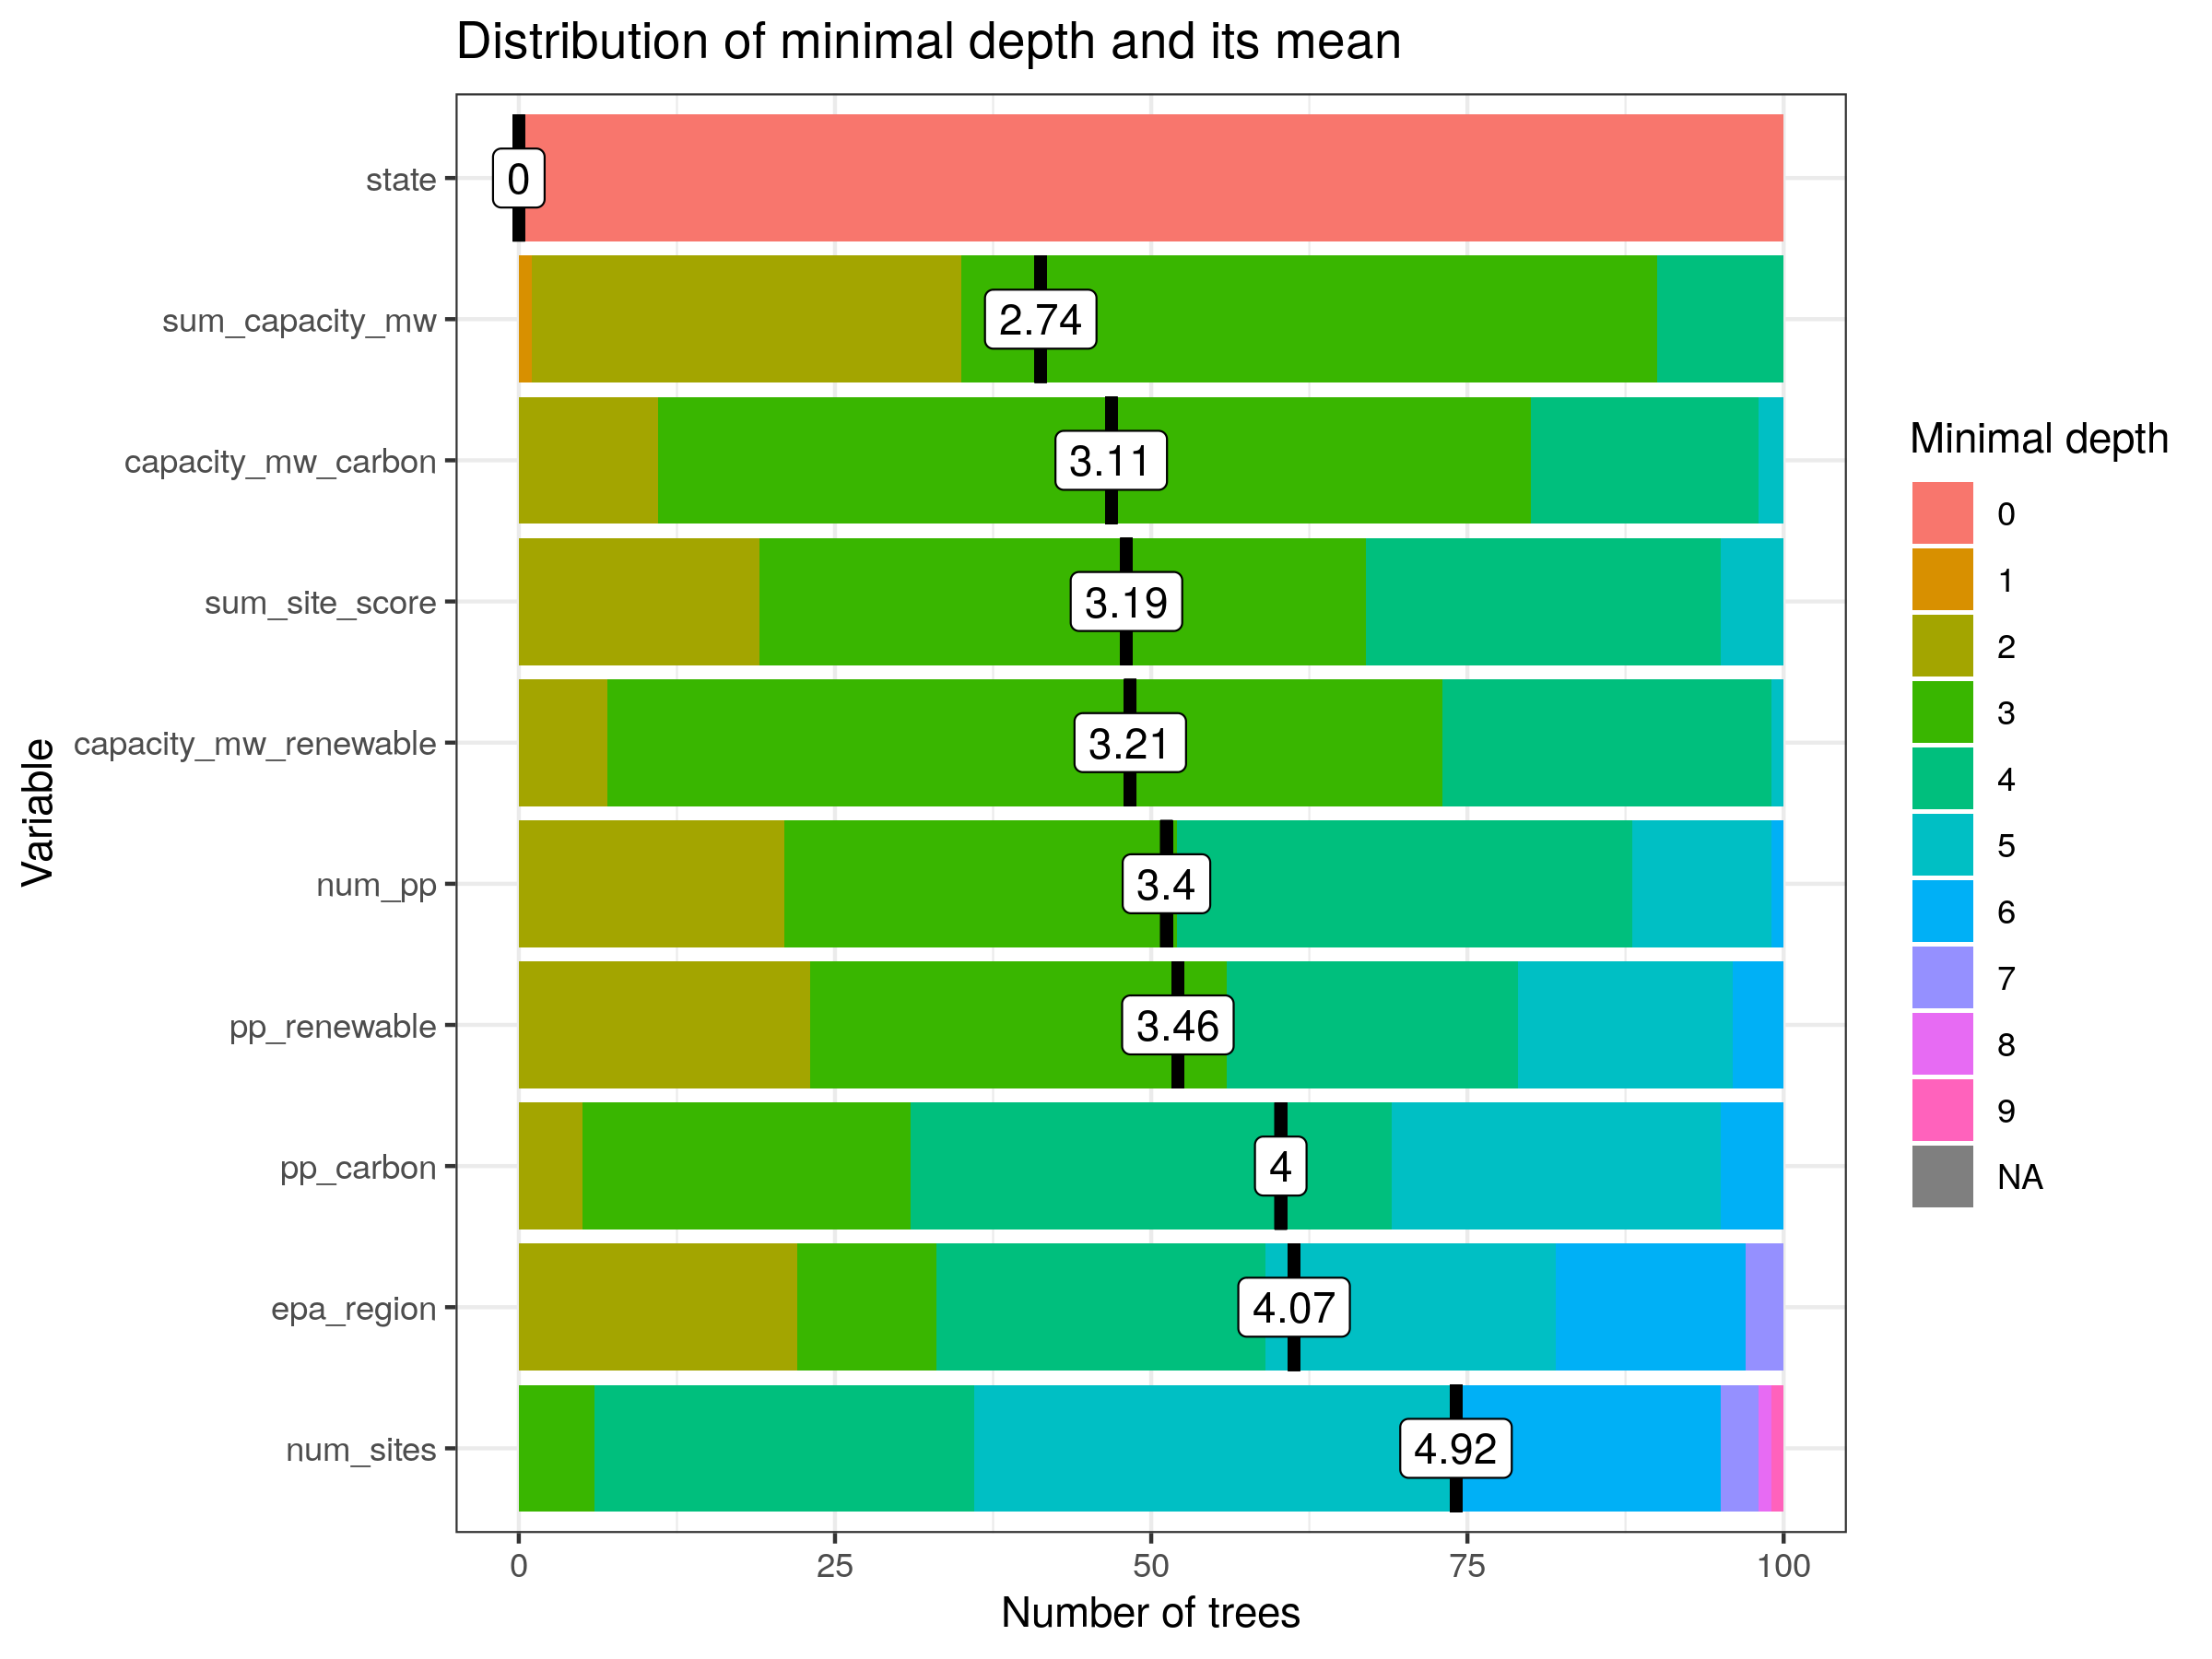 Distribution of minimal depth and its mean
Variable
state
0
sum_capacity_mw
2.74
capacity_mw_carbon
3.11
sum_site_score
3.19
capacity_mw_renewable
3.21
num_pp
3.4
pp_renewable
3.46
pp_carbon
4
epa_region
4.07
num_sites
4.92
0 25 50 75 100
Number of trees
Minimal depth
0
1
2
3
4
5
6
7
8
9
NA